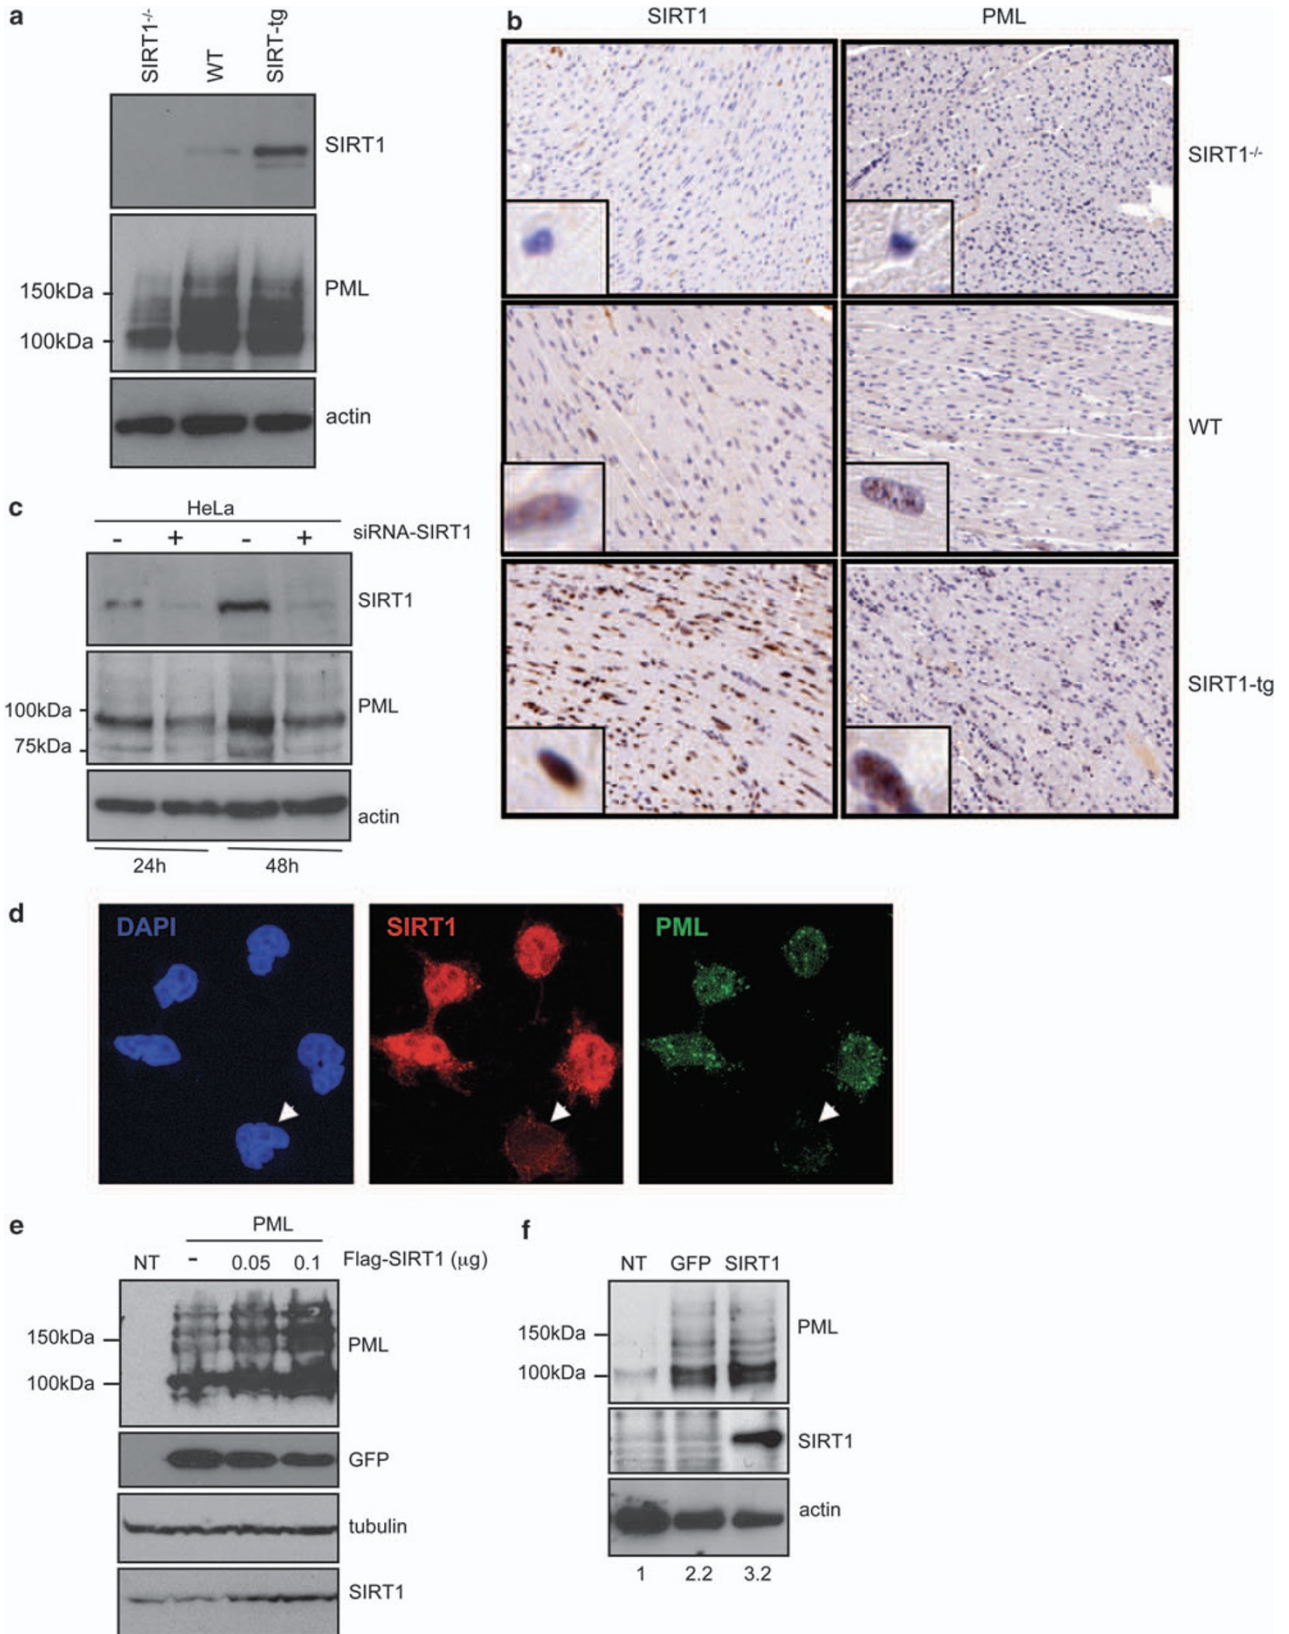 a
SIRT1-/-
WT
SIRT-tg
SIRT1
PML
150kDa
100kDa
actin
b
SIRT1 PML
SIRT1-/-
WT
SIRT1-tg
c
HeLa
- + - + siRNA-SIRT1
SIRT1
100kDa
PML
75kDa
actin
24h 48h
d
DAPI SIRT1 PML
e
PML
NT - 0.05 0.1 Flag-SIRT1 (µg)
150kDa
PML
100kDa
GFP
tubulin
SIRT1
f
NT GFP SIRT1
150kDa
PML
100kDa
SIRT1
actin
1 2.2 3.2